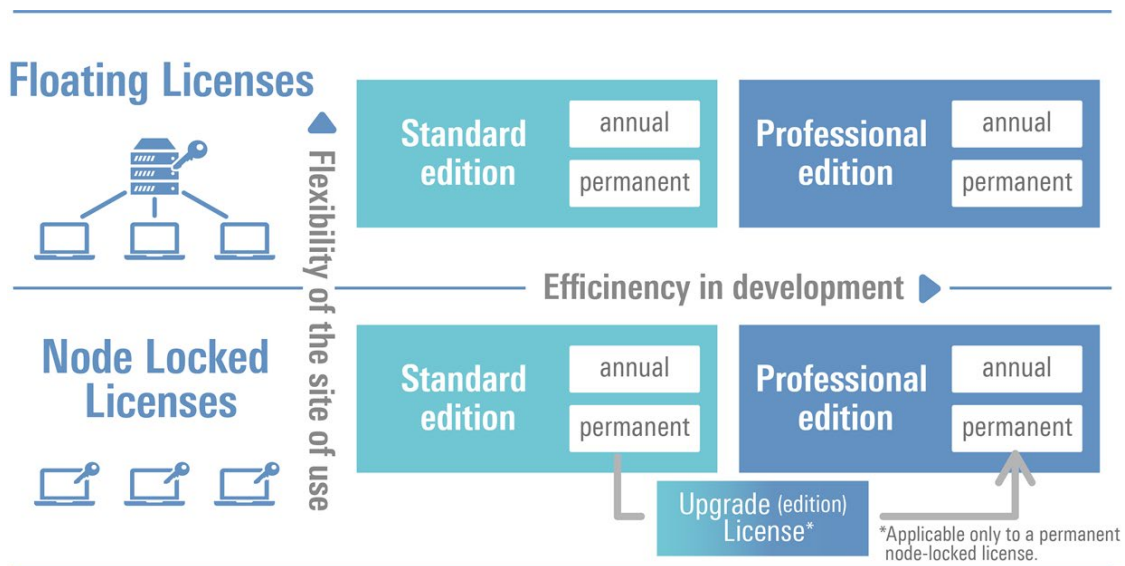 Floating Licenses
Flexibility of the site of use
Standard
edition
annual
permanent
Professional
edition
annual
permanent
Efficinency in development
Node Locked
Licenses
Standard
edition
annual
permanent
Professional
edition
annual
permanent
Upgrade (edition)
License*
*Applicable only to a permanent
node-locked license.